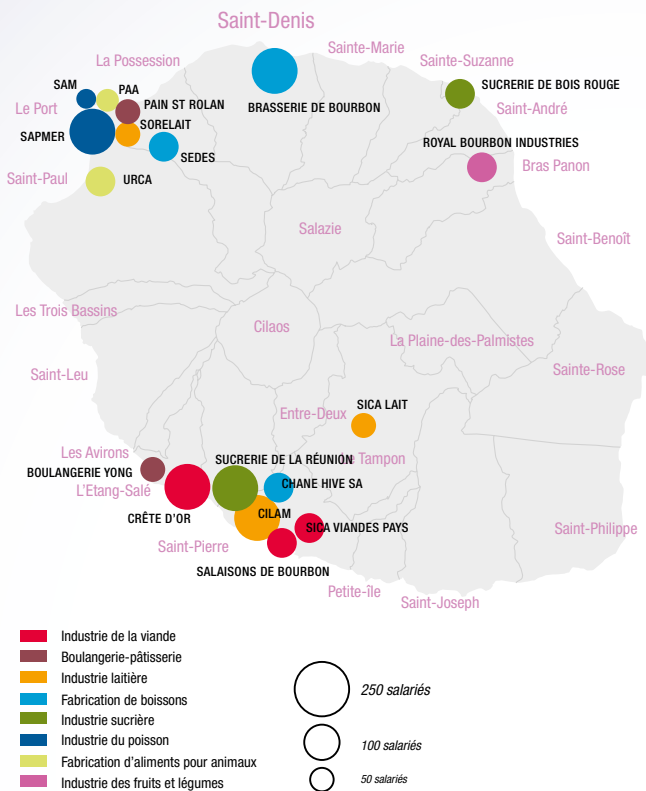 Saint-Denis
Sainte-Marie
La Possession
Sainte-Suzanne
SAM
PAA
SUCRERIE DE BOIS ROUGE
Le Port
PAIN ST ROLAN
BRASSERIE DE BOURBON
Saint-André
SORELAIT
SAPMER
ROYAL BOURBON INDUSTRIES
SEDES
Bras Panon
Saint-Paul
URCA
Salazie
Saint-Benoît
Les Trois Bassins
Cilaos
La Plaine-des-Palmistes
Saint-Leu
Sainte-Rose
SICA LAIT
Entre-Deux
Les Avirons
SUCRERIE DE LA RÉUNION
Le Tampon
BOULANGERIE YONG
CHANE HIVE SA
L'Etang-Salé
CRÊTE D'OR
CILAM
SICA VIANDES PAYS
Saint-Philippe
Saint-Pierre
SALAISONS DE BOURBON
Petite-île
Saint-Joseph
Industrie de la viande
Boulangerie-pâtisserie
Industrie laitière
Fabrication de boissons
Industrie sucrière
Industrie du poisson
Fabrication d'aliments pour animaux
Industrie des fruits et légumes
250 salariés
100 salariés
50 salariés